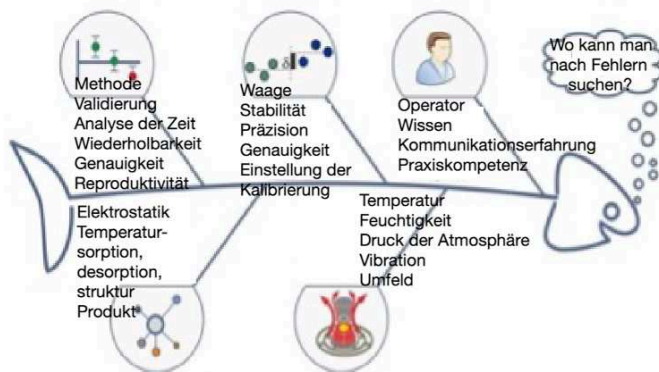 Wo kann man
nach Fehlern
suchen?
Methode
Validierung
Analyse der Zeit
Wiederholbarkeit
Genauigkeit
Reproduktivität
Waage
Stabilität
Präzision
Genauigkeit
Einstellung der
Kalibrierung
δ
Operator
Wissen
Kommunikationserfahrung
Praxiskompetenz
Elektrostatik
Temperatur-
sorption,
desorption,
struktur
Produkt
Temperatur
Feuchtigkeit
Druck der Atmosphäre
Vibration
Umfeld